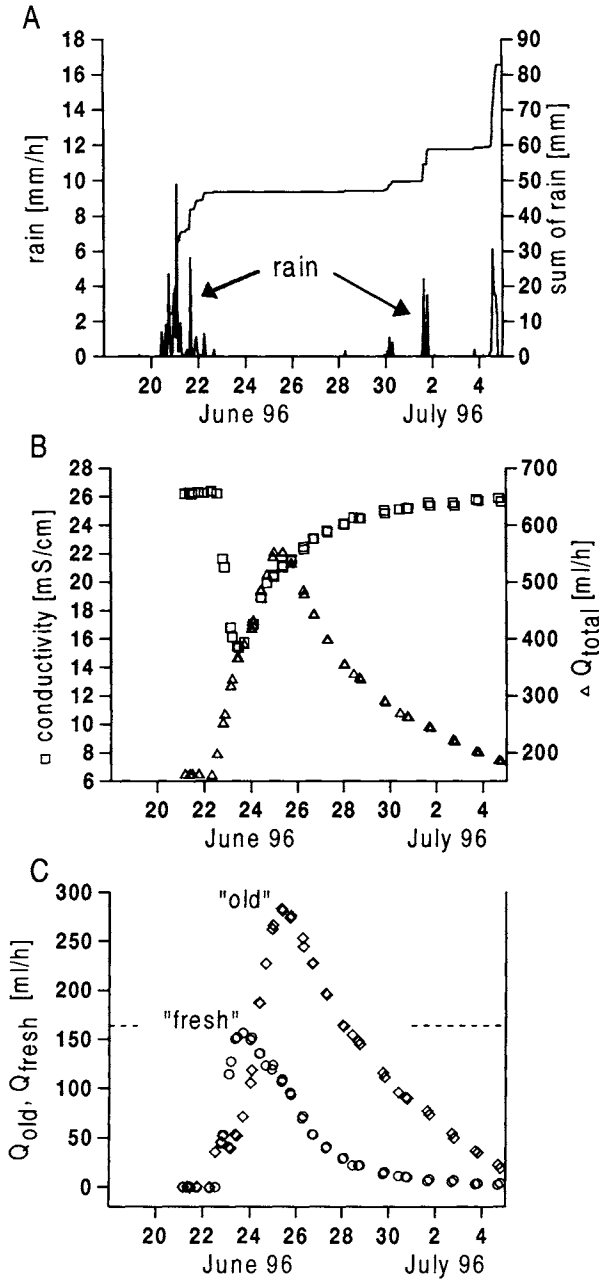 A
18 90
16 80
14 70
12 60
10 50
8 40
6 30
4 20
2 10
0 0
rain [mm/h]
sum of rain [mm]
rain
20 22 24 26 28 30 2 4
June 96 July 96
B
28 700
26
24 600
22
20 500
18
16 400
14
12 300
10
8 200
6
conductivity [mS/cm]
Qtotal [ml/h]
20 22 24 26 28 30 2 4
June 96 July 96
C
300
250
200
150
100
50
0
Qold, Qfresh [ml/h]
"old"
"fresh"
20 22 24 26 28 30 2 4
June 96 July 96